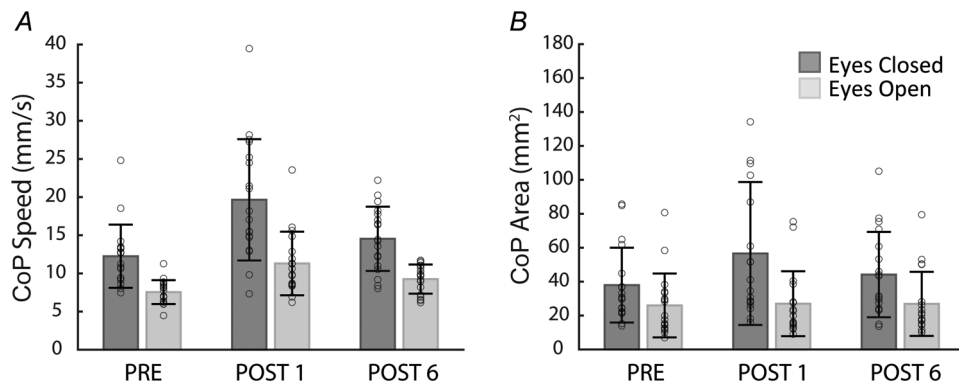 A
CoP Speed (mm/s)
40
35
30
25
20
15
10
5
0
PRE
POST 1
POST 6
B
CoP Area (mm²)
180
160
140
120
100
80
60
40
20
0
Eyes Closed
Eyes Open
PRE
POST 1
POST 6